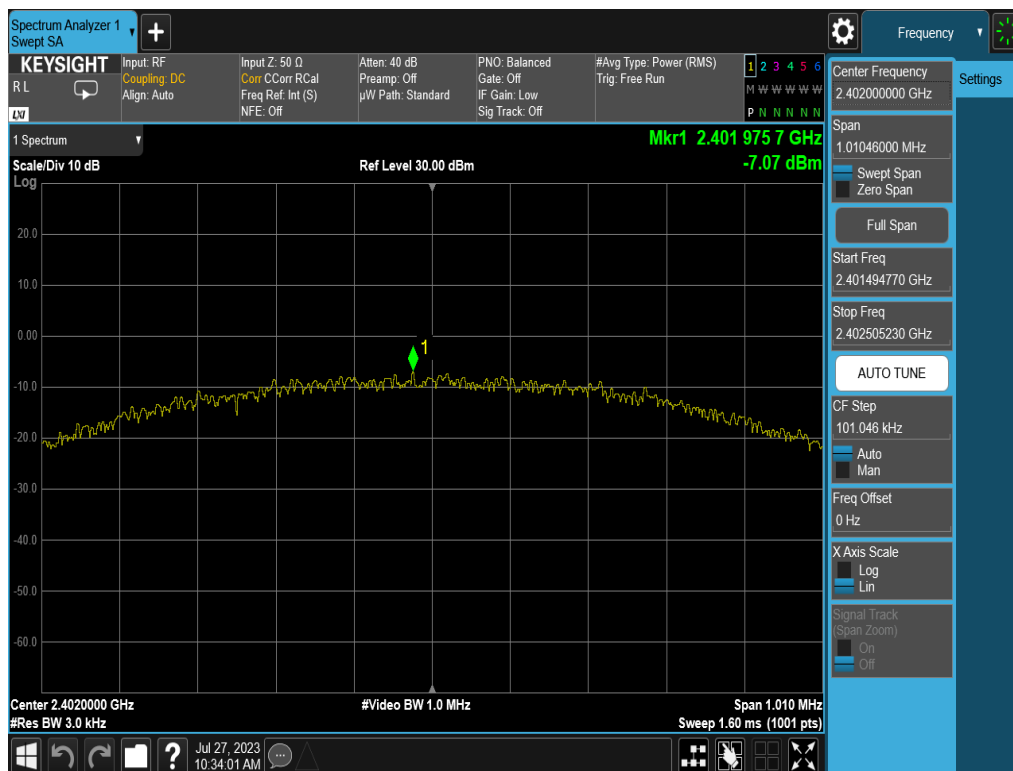 Spectrum Analyzer 1
Swept SA
+
Frequency
KEYSIGHT
R L
LXI
Input: RF
Coupling: DC
Align: Auto
Input Z: 50 Ω
Corr CCorr RCal
Freq Ref: Int (S)
NFE: Off
Atten: 40 dB
Preamp: Off
µW Path: Standard
PNO: Balanced
Gate: Off
IF Gain: Low
Sig Track: Off
#Avg Type: Power (RMS)
Trig: Free Run
1 2 3 4 5 6
M W W W W W
P N N N N N
1 Spectrum
Mkr1 2.401 975 7 GHz
Scale/Div 10 dB
Ref Level 30.00 dBm
-7.07 dBm
Log
20.0
10.0
0.00
1
-10.0
-20.0
-30.0
-40.0
-50.0
-60.0
Center 2.4020000 GHz
#Video BW 1.0 MHz
Span 1.010 MHz
#Res BW 3.0 kHz
Sweep 1.60 ms (1001 pts)
Center Frequency
2.402000000 GHz
Settings
Span
1.01046000 MHz
Swept Span
Zero Span
Full Span
Start Freq
2.401494770 GHz
Stop Freq
2.402505230 GHz
AUTO TUNE
CF Step
101.046 kHz
Auto
Man
Freq Offset
0 Hz
X Axis Scale
Log
Lin
Signal Track
(Span Zoom)
On
Off
?
Jul 27, 2023
10:34:01 AM